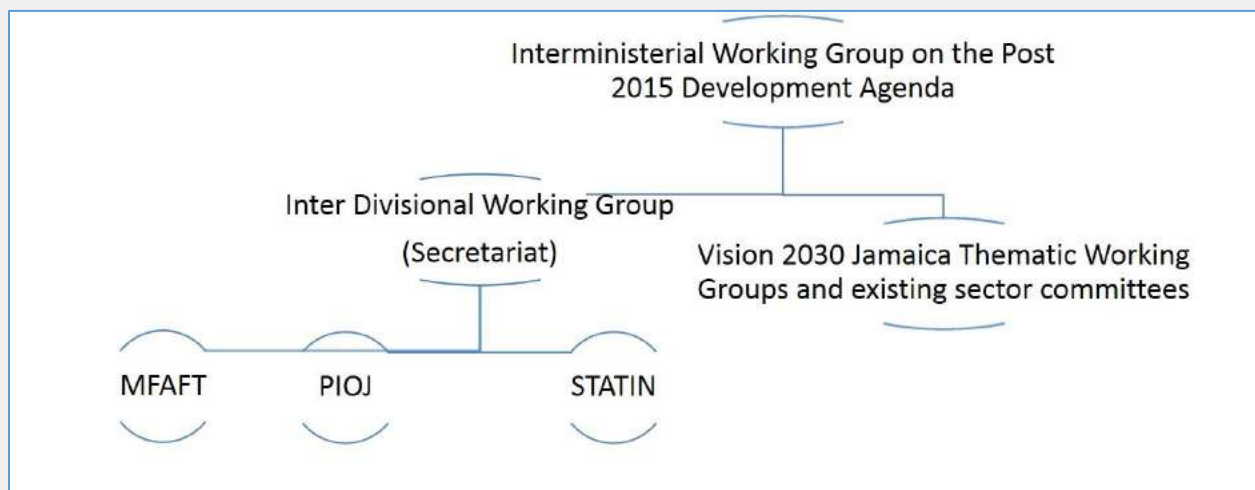 Interministerial Working Group on the Post
2015 Development Agenda
Inter Divisional Working Group
(Secretariat)
Vision 2030 Jamaica Thematic Working
Groups and existing sector committees
MFAFT
PIOJ
STATIN